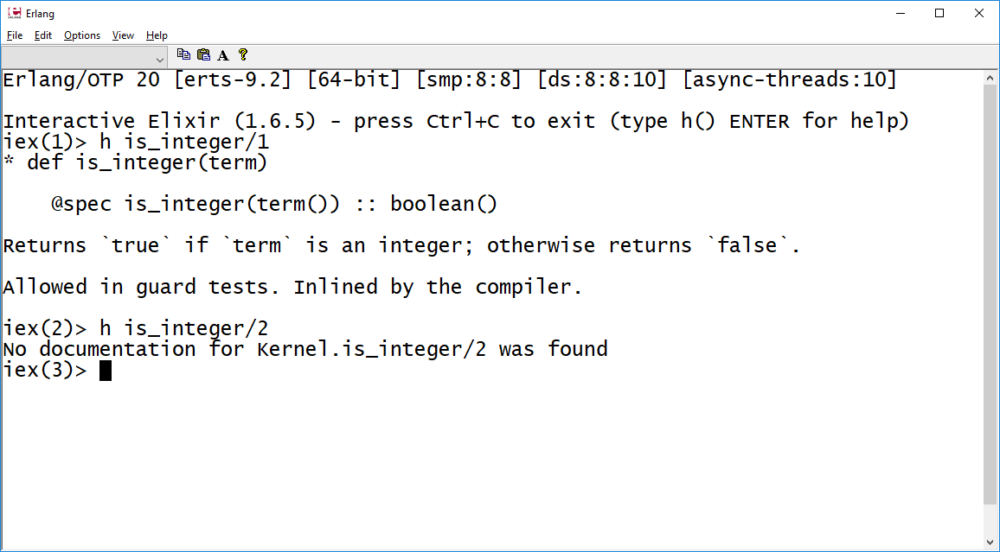 Erlang
File Edit Options View Help
Erlang/OTP 20 [erts-9.2] [64-bit] [smp:8:8] [ds:8:8:10] [async-threads:10]
Interactive Elixir (1.6.5) - press Ctrl+C to exit (type h() ENTER for help)
iex(1)> h is_integer/1
* def is_integer(term)
@spec is_integer(term()) :: boolean()
Returns `true` if `term` is an integer; otherwise returns `false`.
Allowed in guard tests. Inlined by the compiler.
iex(2)> h is_integer/2
No documentation for Kernel.is_integer/2 was found
iex(3)>